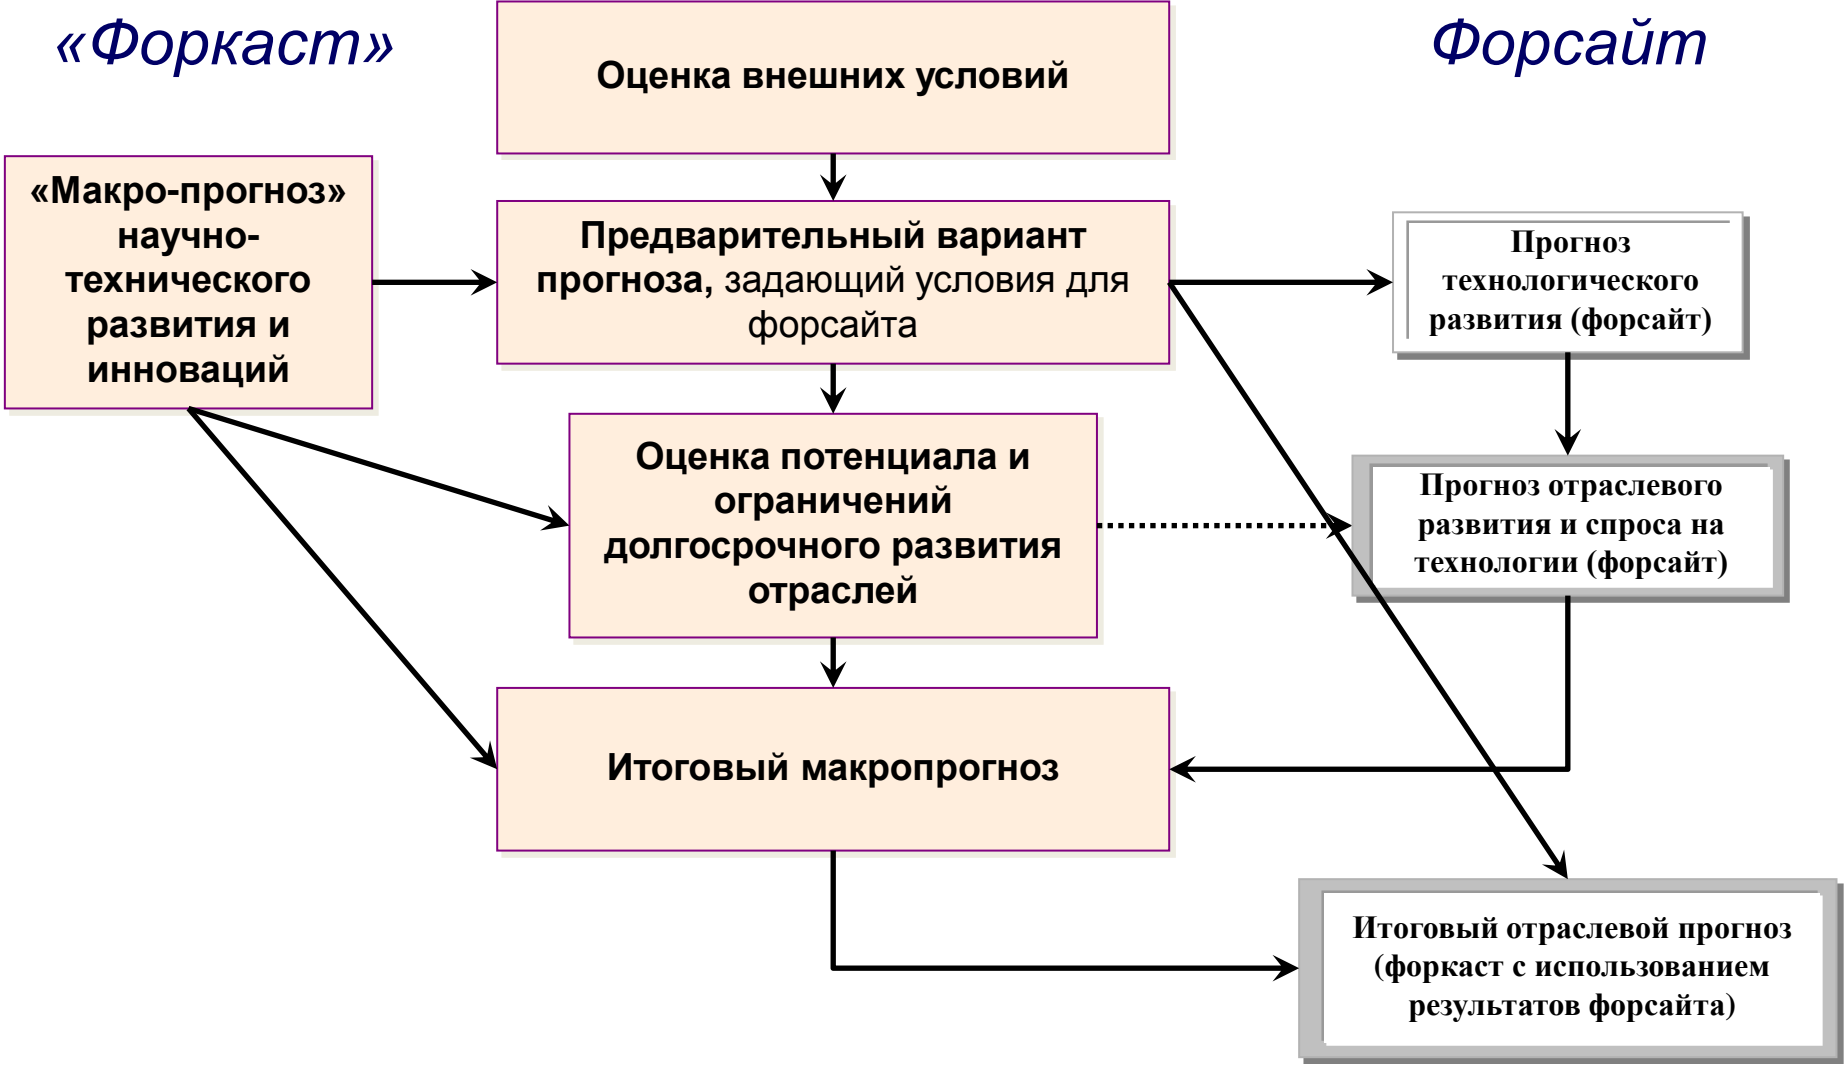 «Форкаст»
Форсайт
Оценка внешних условий
«Макро-прогноз»
научно-
технического
развития и
инноваций
Предварительный вариант
прогноза, задающий условия для
форсайта
Прогноз
технологического
развития (форсайт)
Оценка потенциала и
ограничений
долгосрочного развития
отраслей
Прогноз отраслевого
развития и спроса на
технологии (форсайт)
Итоговый макропрогноз
Итоговый отраслевой прогноз
(форкаст с использованием
результатов форсайта)